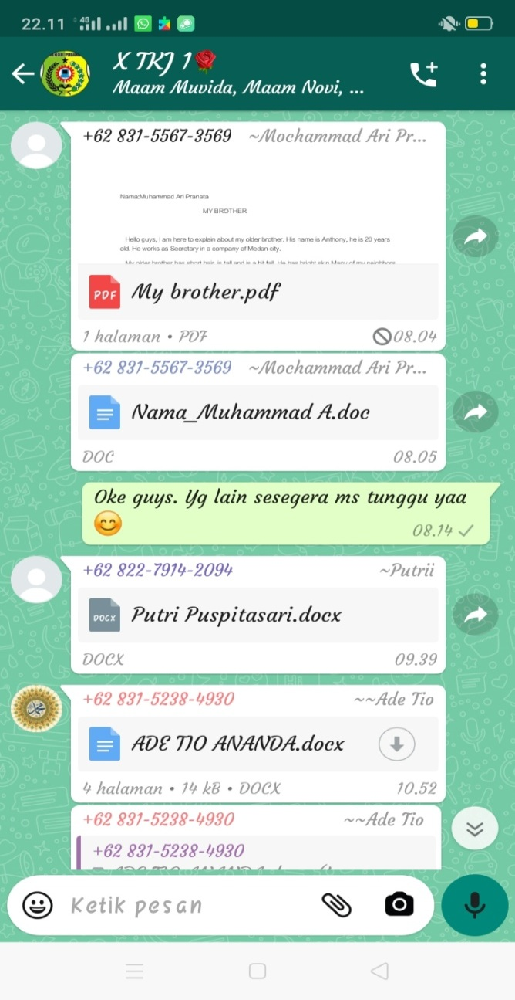 22.11 4G
X TKJ 1🌹
Maam Muvida, Maam Novi, ...
+62 831-5567-3569 ~Mochammad Ari Pr...
Nama:Muhammad Ari Pranata
MY BROTHER
Hello guys, I am here to explain about my older brother. His name is Anthony, he is 20 years
old. He works as Secretary in a company of Medan city.
My older brother has short hair, is tall and is a bit fall. He has bright skin Many of my neighbors
PDF My brother.pdf
1 halaman • PDF 08.04
+62 831-5567-3569 ~Mochammad Ari Pr...
Nama_Muhammad A.doc
DOC 08.05
Oke guys. Yg lain sesegera ms tunggu yaa
😊
08.14
+62 822-7914-2094 ~Putrii
DOCX Putri Puspitasari.docx
DOCX 09.39
+62 831-5238-4930 ~~Ade Tio
ADE TIO ANANDA.docx
4 halaman • 14 kB • DOCX 10.52
+62 831-5238-4930 ~~Ade Tio
+62 831-5238-4930
Ketik pesan